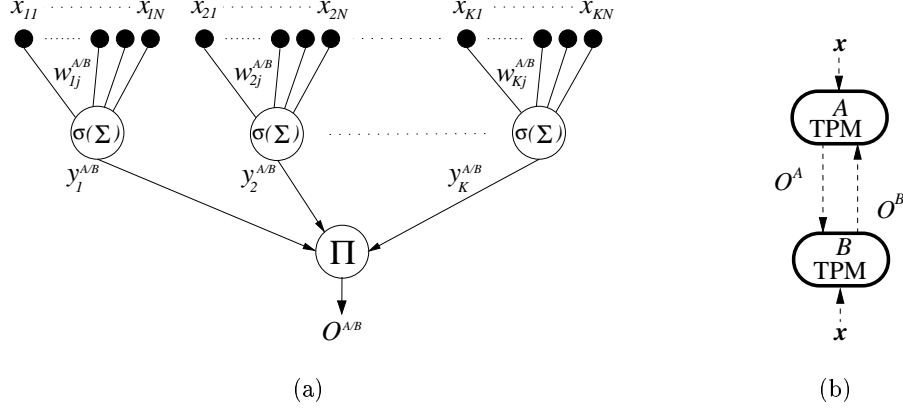 x11 ········ x1N x21 ········ x2N xK1 ········ xKN
w1j^A/B w2j^A/B wKj^A/B
σ(Σ) σ(Σ) σ(Σ)
y1^A/B y2^A/B yK^A/B
Π
O^A/B
(a)
x
A
TPM
O^A O^B
B
TPM
x
(b)